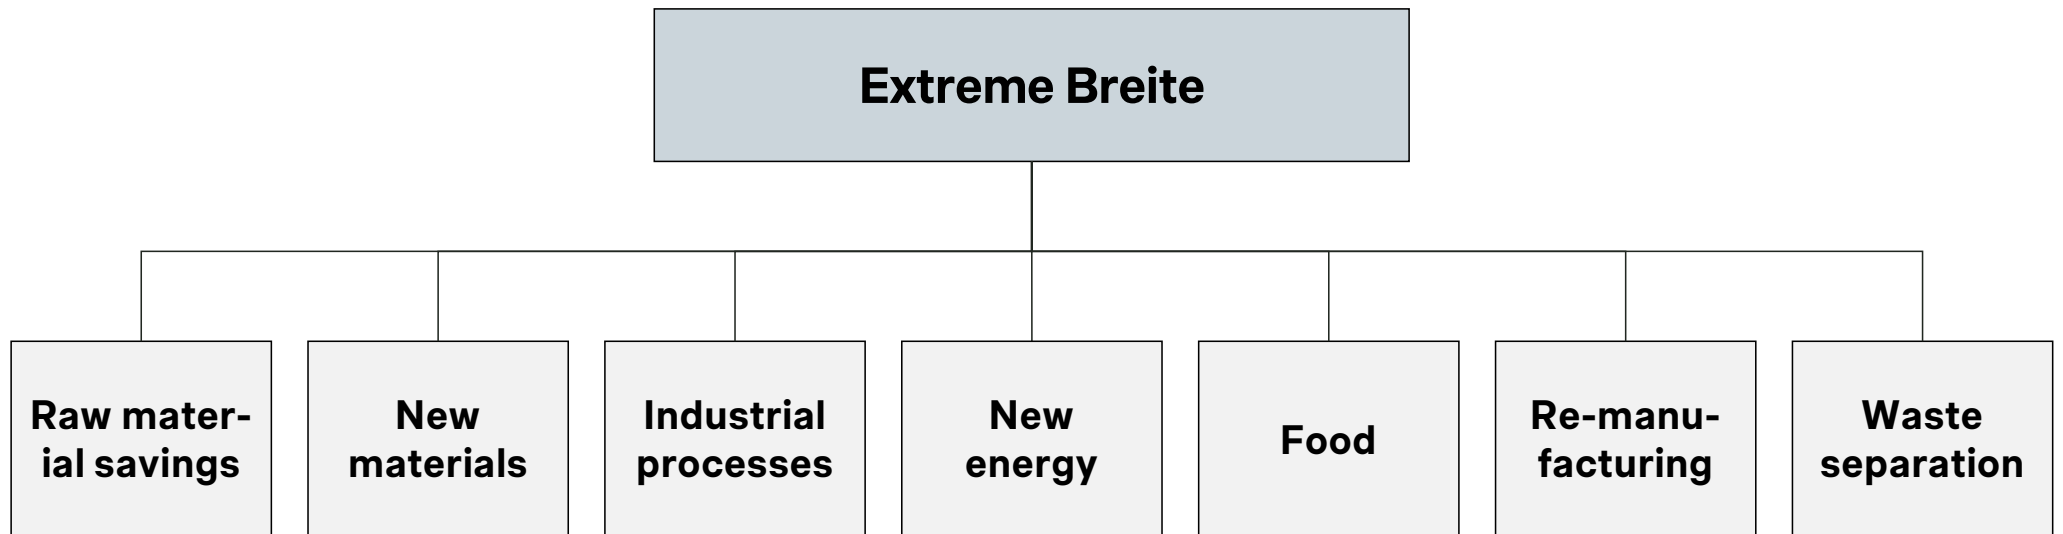 Extreme Breite
Raw mater-
ial savings
New
materials
Industrial
processes
New
energy
Food
Re-manu-
facturing
Waste
separation